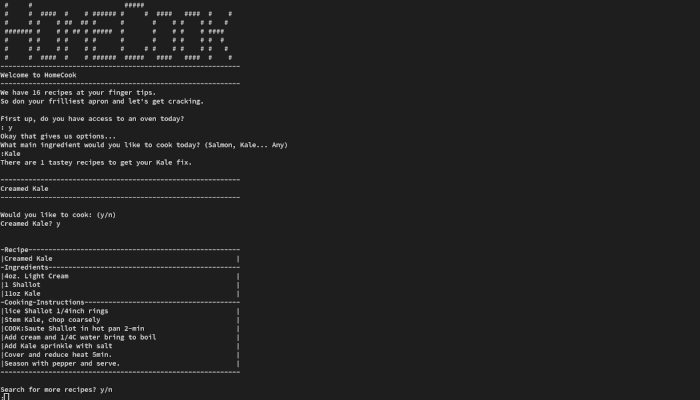 HOMECOOK
Welcome to HomeCook
We have 16 recipes at your finger tips.
So don your frilliest apron and let's get cracking.
First up, do you have access to an oven today?
: y
Okay that gives us options...
What main ingredient would you like to cook today? (Salmon, Kale... Any)
:Kale
There are 1 tastey recipes to get your Kale fix.
Creamed Kale
Would you like to cook: (y/n)
Creamed Kale? y
-Recipe-
|Creamed Kale |
-Ingredients-
|4oz. Light Cream |
|1 Shallot |
|11oz Kale |
-Cooking-Instructions-
|lice Shallot 1/4inch rings |
|Stem Kale, chop coarsely |
|COOK:Saute Shallot in hot pan 2-min |
|Add cream and 1/4C water bring to boil |
|Add Kale sprinkle with salt |
|Cover and reduce heat 5min. |
|Season with pepper and serve. |
Search for more recipes? y/n
: